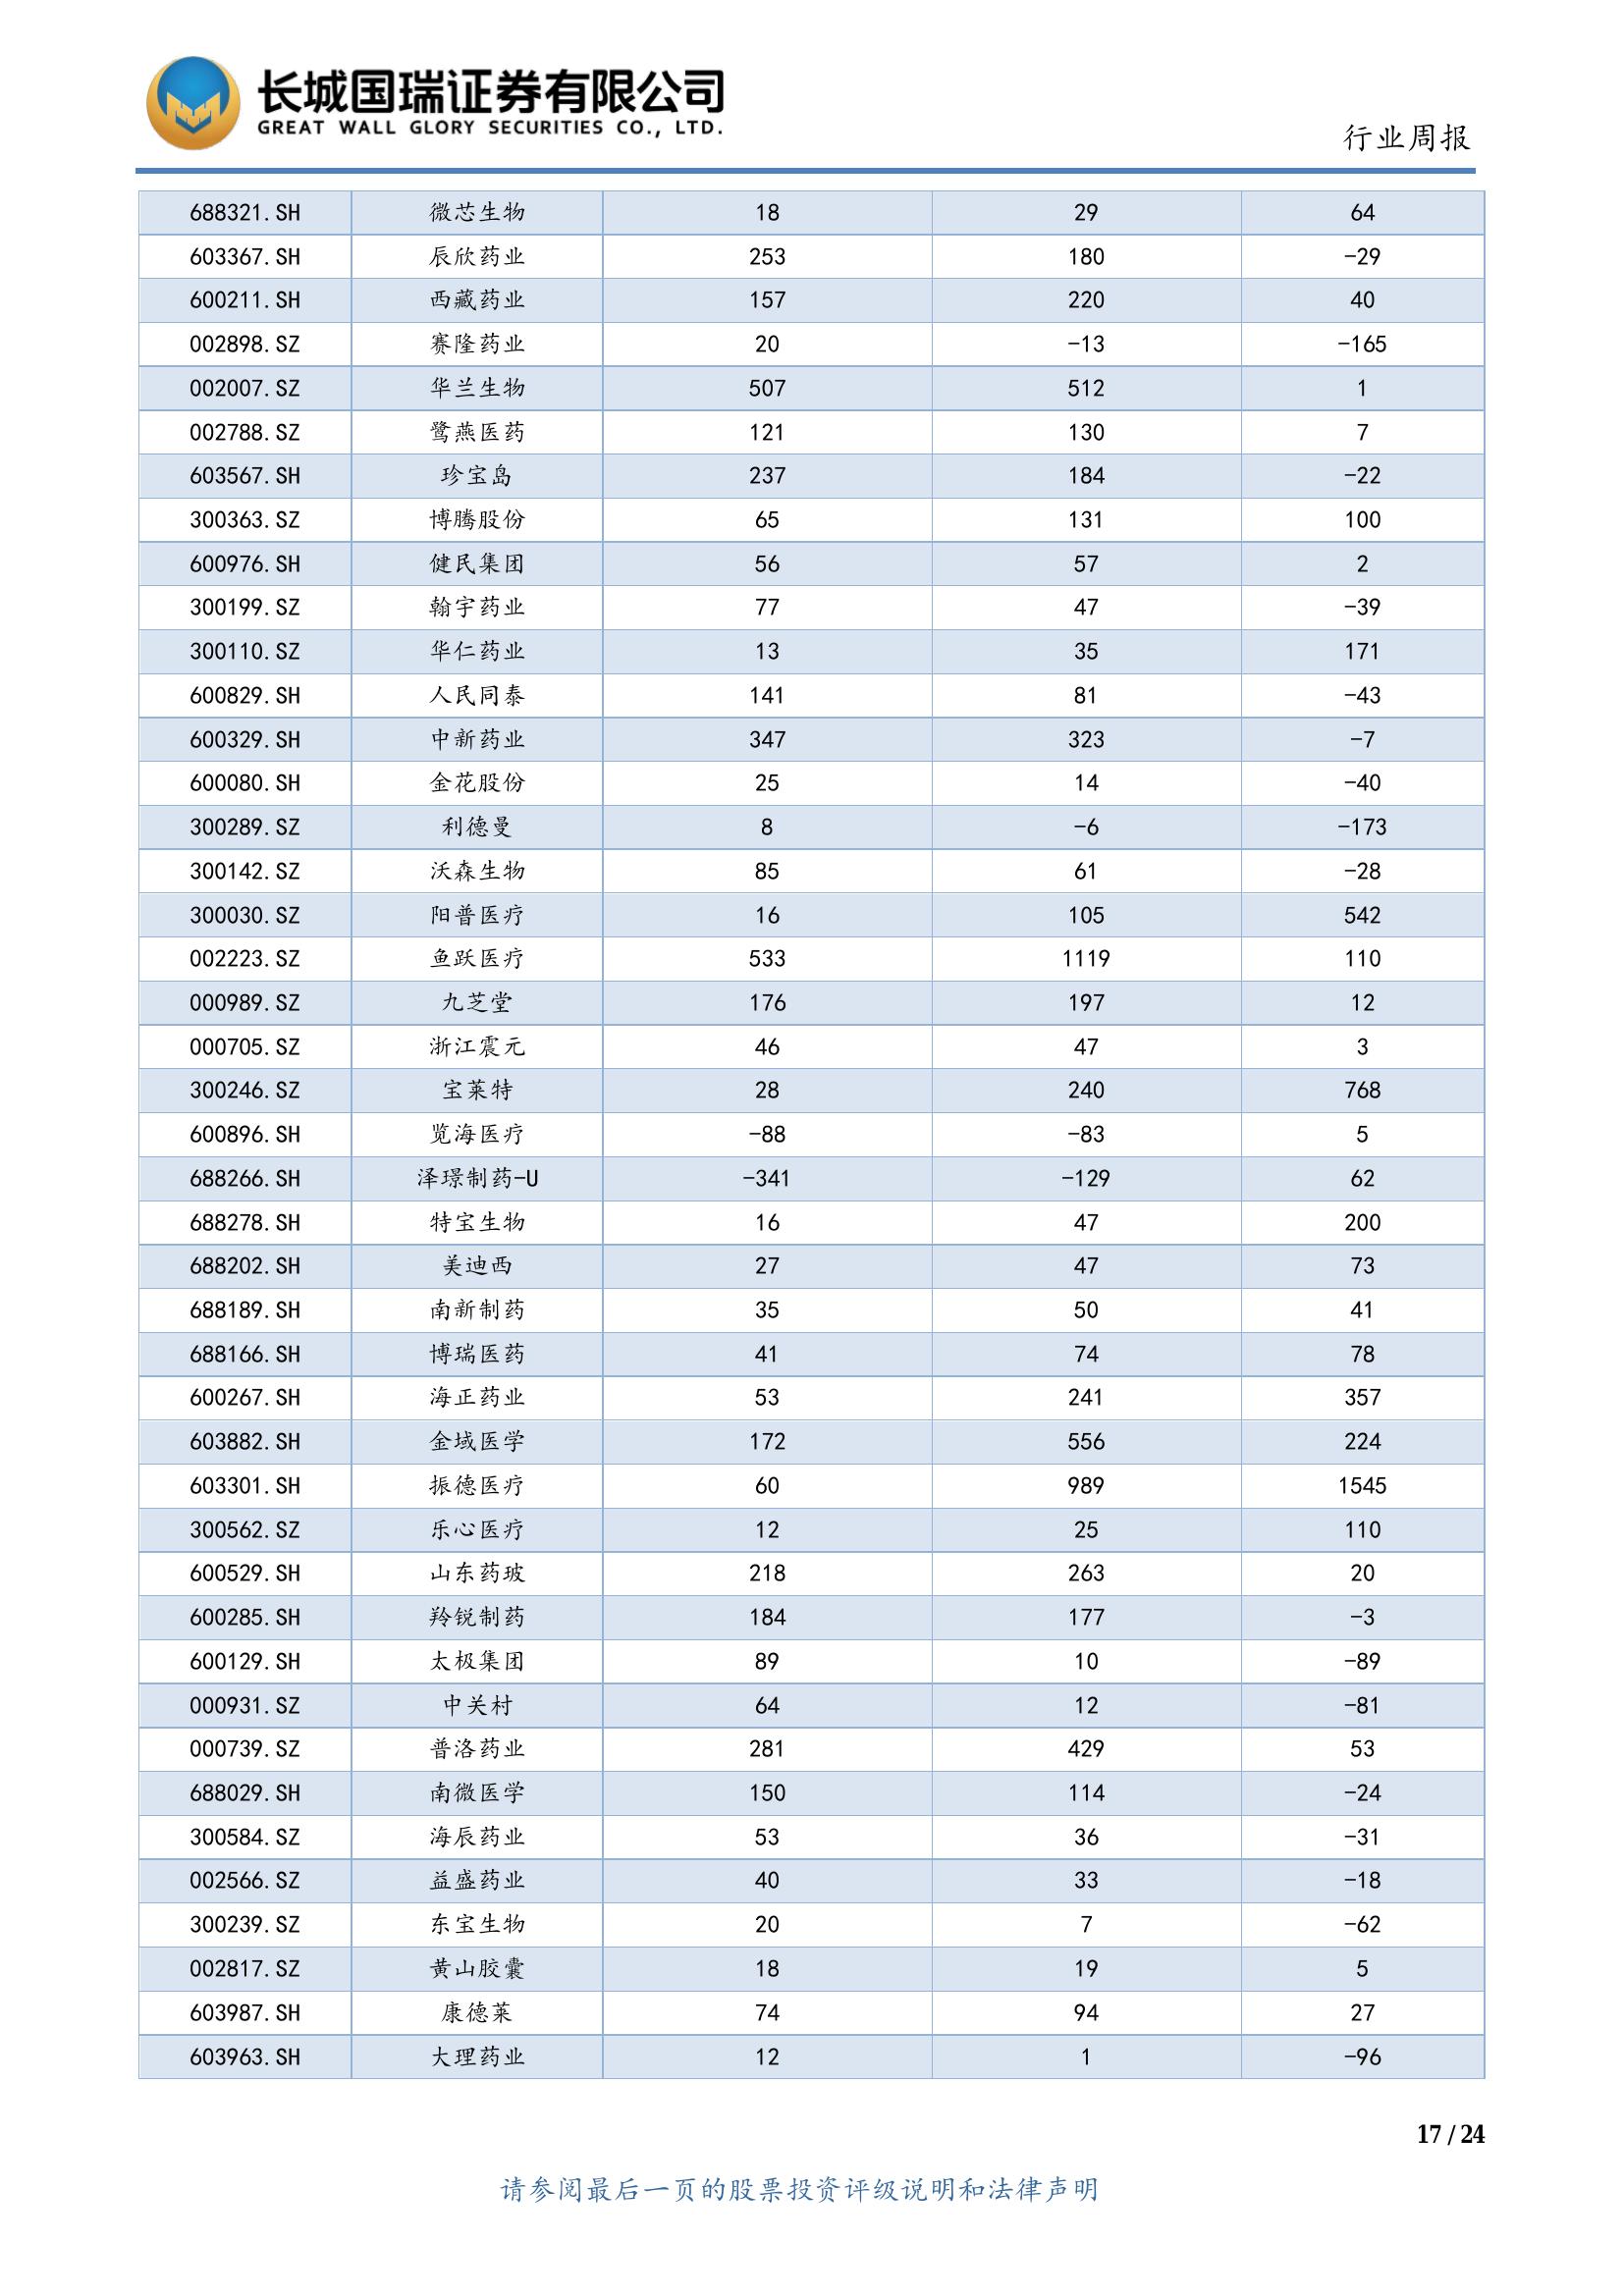 长城国瑞证券有限公司
GREAT WALL GLORY SECURITIES CO., LTD.
行业周报
688321.SH 微芯生物 18 29 64
603367.SH 辰欣药业 253 180 -29
600211.SH 西藏药业 157 220 40
002898.SZ 赛隆药业 20 -13 -165
002007.SZ 华兰生物 507 512 1
002788.SZ 鹭燕医药 121 130 7
603567.SH 珍宝岛 237 184 -22
300363.SZ 博腾股份 65 131 100
600976.SH 健民集团 56 57 2
300199.SZ 翰宇药业 77 47 -39
300110.SZ 华仁药业 13 35 171
600829.SH 人民同泰 141 81 -43
600329.SH 中新药业 347 323 -7
600080.SH 金花股份 25 14 -40
300289.SZ 利德曼 8 -6 -173
300142.SZ 沃森生物 85 61 -28
300030.SZ 阳普医疗 16 105 542
002223.SZ 鱼跃医疗 533 1119 110
000989.SZ 九芝堂 176 197 12
000705.SZ 浙江震元 46 47 3
300246.SZ 宝莱特 28 240 768
600896.SH 览海医疗 -88 -83 5
688266.SH 泽璟制药-U -341 -129 62
688278.SH 特宝生物 16 47 200
688202.SH 美迪西 27 47 73
688189.SH 南新制药 35 50 41
688166.SH 博瑞医药 41 74 78
600267.SH 海正药业 53 241 357
603882.SH 金域医学 172 556 224
603301.SH 振德医疗 60 989 1545
300562.SZ 乐心医疗 12 25 110
600529.SH 山东药玻 218 263 20
600285.SH 羚锐制药 184 177 -3
600129.SH 太极集团 89 10 -89
000931.SZ 中关村 64 12 -81
000739.SZ 普洛药业 281 429 53
688029.SH 南微医学 150 114 -24
300584.SZ 海辰药业 53 36 -31
002566.SZ 益盛药业 40 33 -18
300239.SZ 东宝生物 20 7 -62
002817.SZ 黄山胶囊 18 19 5
603987.SH 康德莱 74 94 27
603963.SH 大理药业 12 1 -96
17 / 24
请参阅最后一页的股票投资评级说明和法律声明